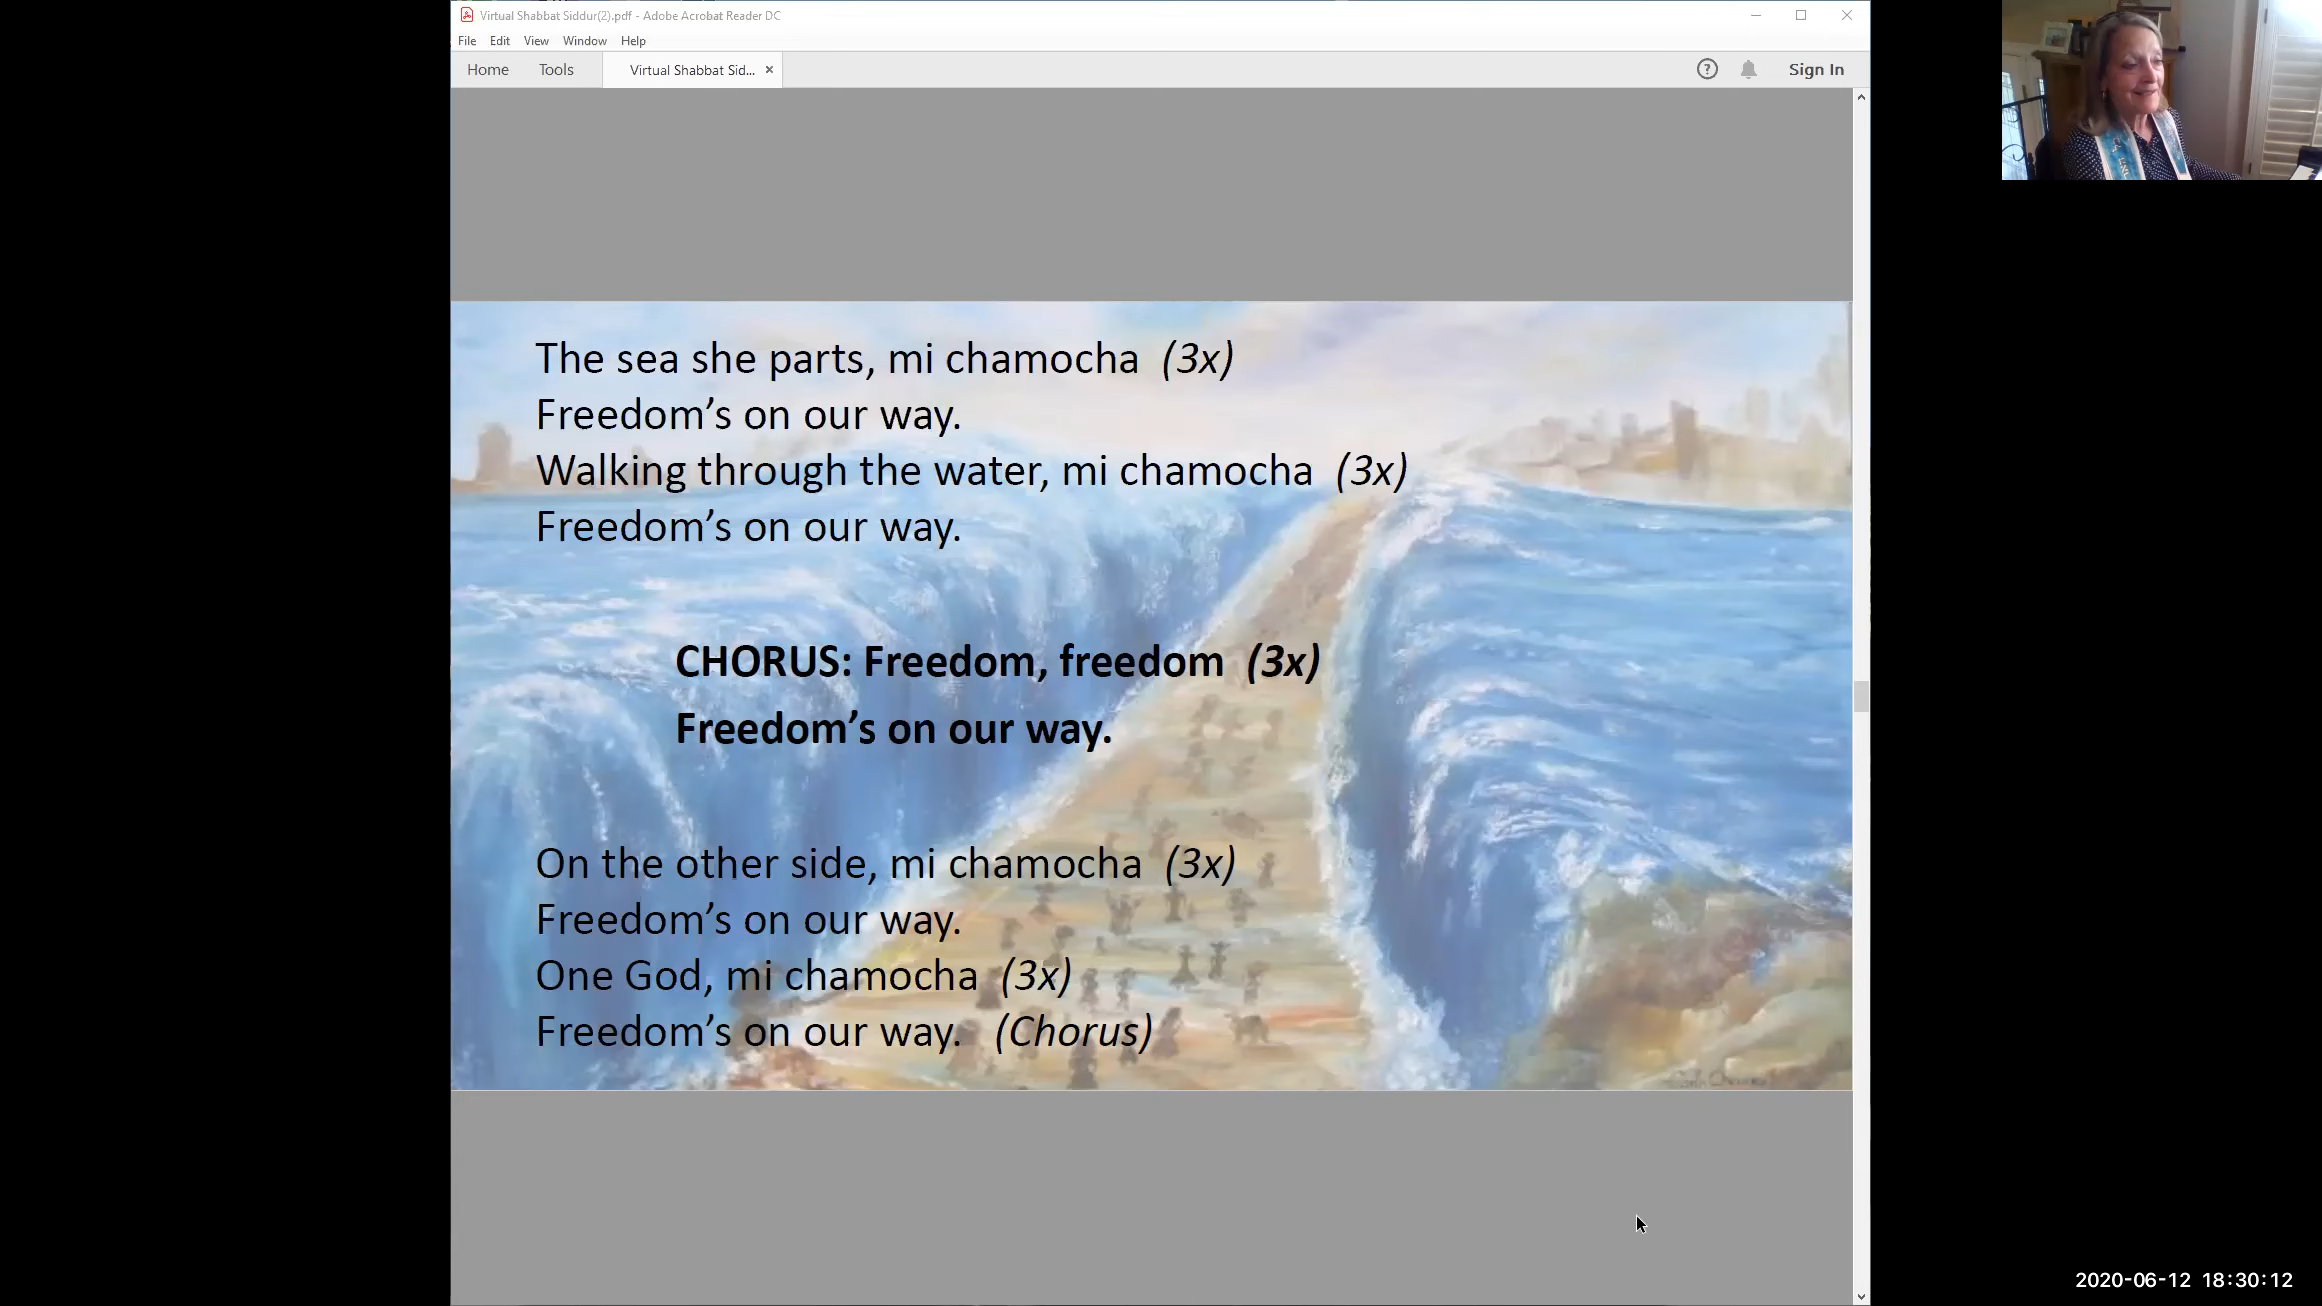 Virtual Shabbat Siddur(2).pdf - Adobe Acrobat Reader DC
File Edit View Window Help
Home Tools Virtual Shabbat Sid... Sign In
The sea she parts, mi chamocha (3x)
Freedom’s on our way.
Walking through the water, mi chamocha (3x)
Freedom’s on our way.
CHORUS: Freedom, freedom (3x)
Freedom’s on our way.
On the other side, mi chamocha (3x)
Freedom’s on our way.
One God, mi chamocha (3x)
Freedom’s on our way. (Chorus)
2020-06-12 18:30:12